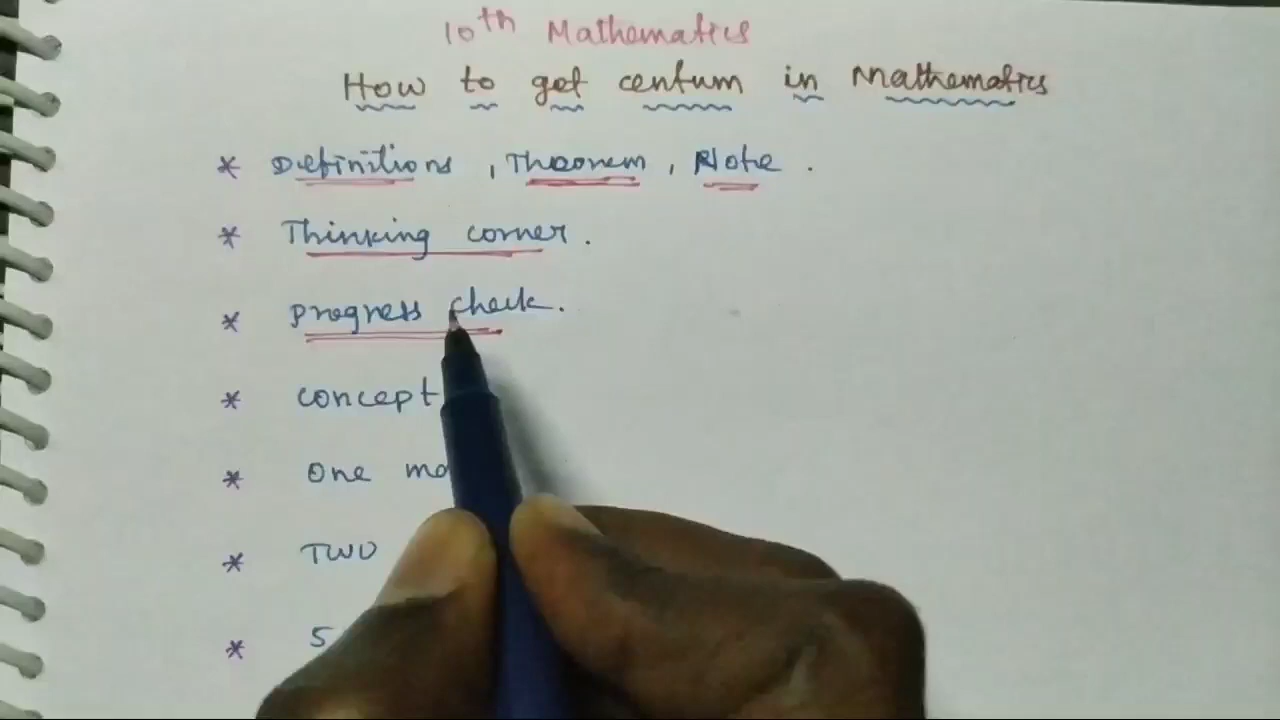 10th Mathematics
How to get centum in Mathematics
* Definitions , Theorem , Note .
* Thinking corner .
* Progress check.
* concept
* One
* TWO
* 5